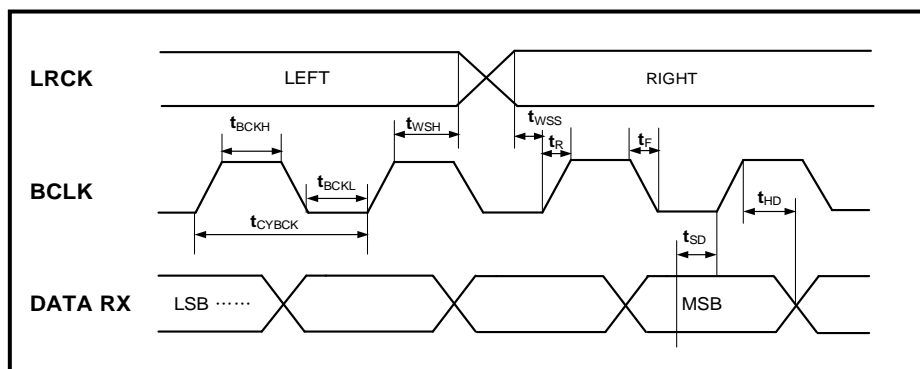 LRCK
LEFT
RIGHT
tWSS
tBCKH
tWSH
tR
tF
BCLK
tBCKL
tHD
tCYBCK
tSD
DATA RX
LSB ······
MSB